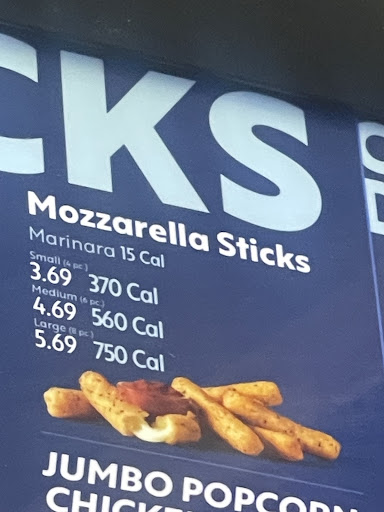 CKS
Mozzarella Sticks
Marinara 15 Cal
Small (4 pc.)
3.69 370 Cal
Medium (6 pc.)
4.69 560 Cal
Large (8 pc.)
5.69 750 Cal
JUMBO POPCORN